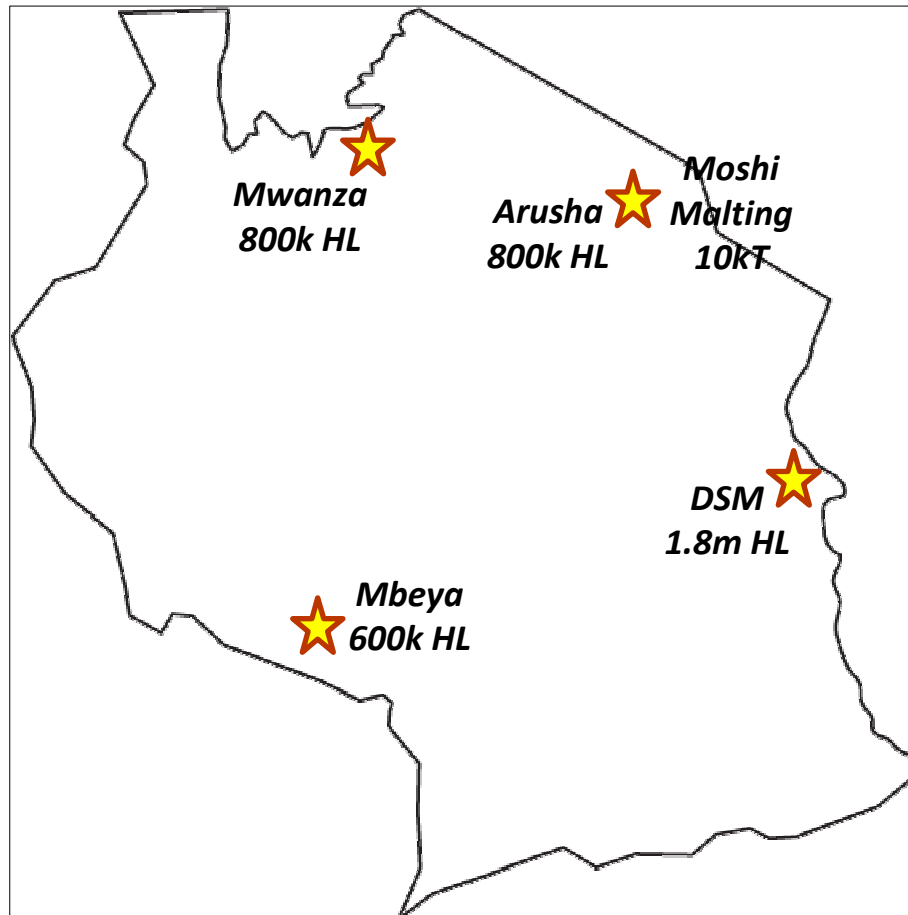 Mwanza
800k HL
Arusha
800k HL
Moshi
Malting
10kT
DSM
1.8m HL
Mbeya
600k HL